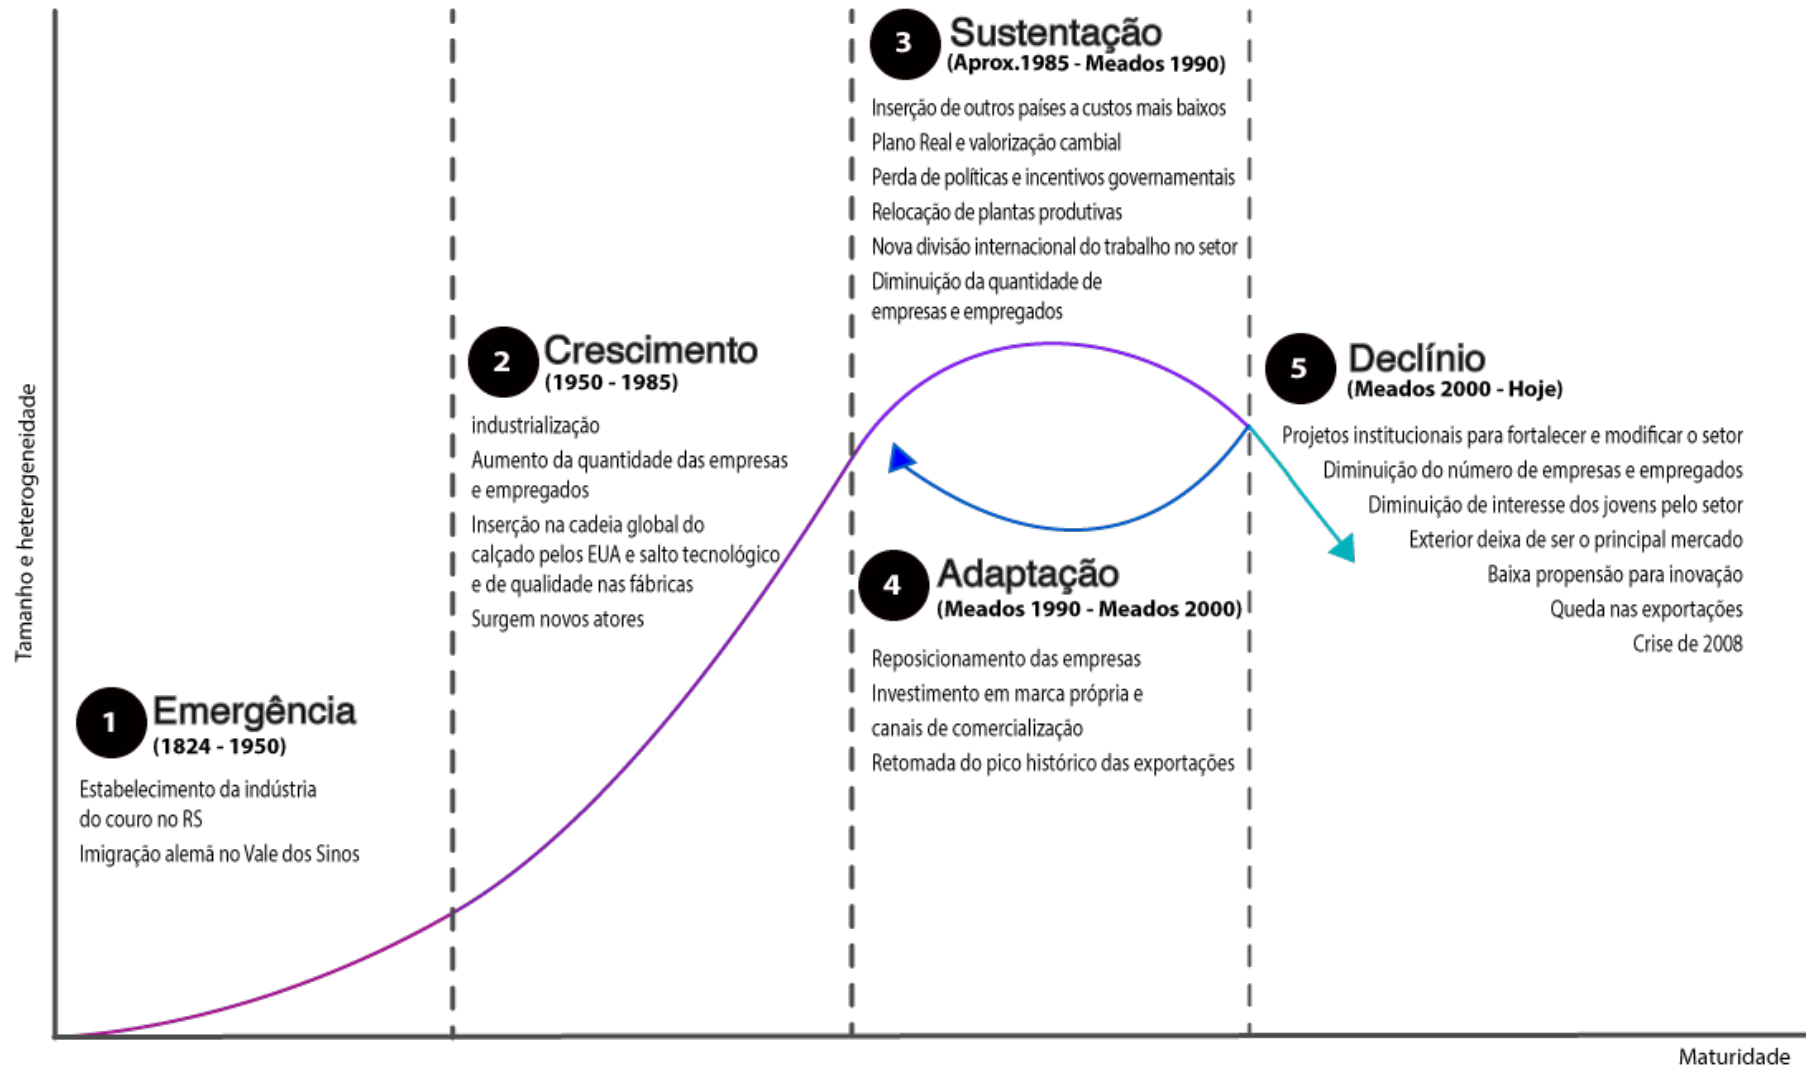 Tamanho e heterogeneidade
1
Emergência
(1824 - 1950)
Estabelecimento da indústria
do couro no RS
Imigração alemã no Vale dos Sinos
2
Crescimento
(1950 - 1985)
industrialização
Aumento da quantidade das empresas
e empregados
Inserção na cadeia global do
calçado pelos EUA e salto tecnológico
e de qualidade nas fábricas
Surgem novos atores
3
Sustentação
(Aprox.1985 - Meados 1990)
Inserção de outros países a custos mais baixos
Plano Real e valorização cambial
Perda de políticas e incentivos governamentais
Relocação de plantas produtivas
Nova divisão internacional do trabalho no setor
Diminuição da quantidade de
empresas e empregados
4
Adaptação
(Meados 1990 - Meados 2000)
Reposicionamento das empresas
Investimento em marca própria e
canais de comercialização
Retomada do pico histórico das exportações
5
Declínio
(Meados 2000 - Hoje)
Projetos institucionais para fortalecer e modificar o setor
Diminuição do número de empresas e empregados
Diminuição de interesse dos jovens pelo setor
Exterior deixa de ser o principal mercado
Baixa propensão para inovação
Queda nas exportações
Crise de 2008
Maturidade